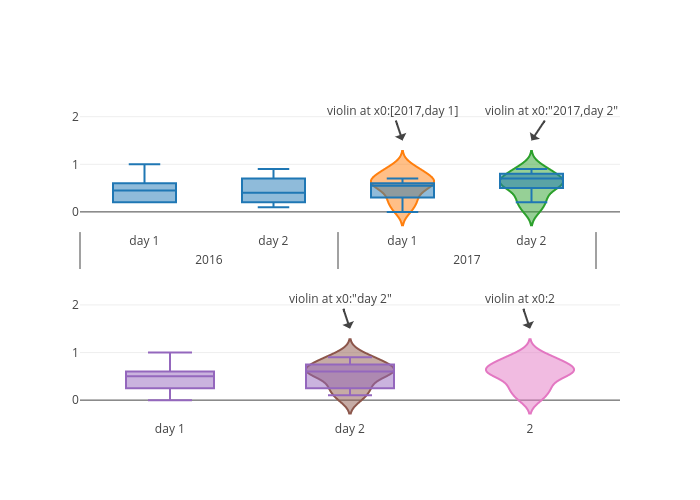 violin at x0:[2017,day 1] violin at x0:"2017,day 2"
2
1
0
day 1 day 2 day 1 day 2
2016 2017
violin at x0:"day 2" violin at x0:2
2
1
0
day 1 day 2 2